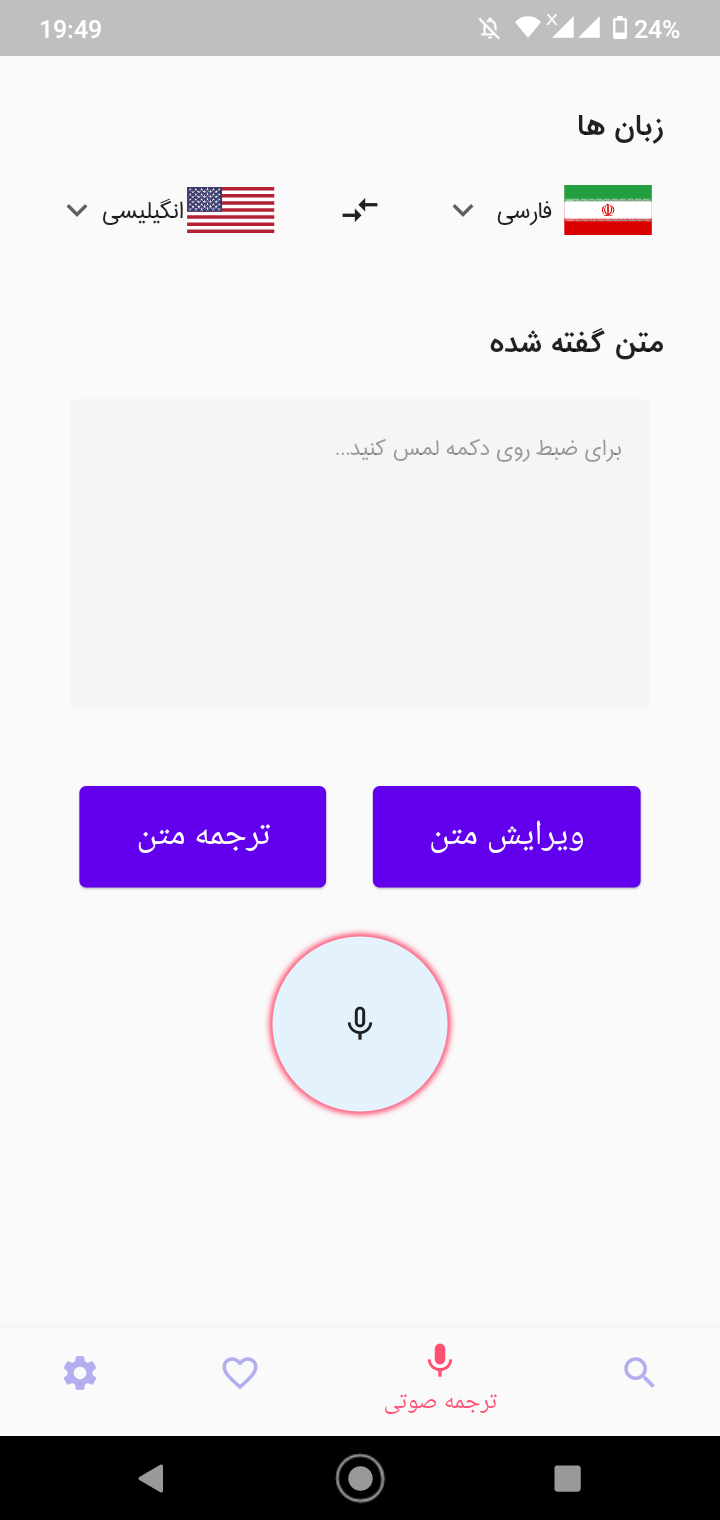 19:49 24%
زبان ها
فارسی انگیلیسی
متن گفته شده
برای ضبط روی دکمه لمس کنید...
ویرایش متن ترجمه متن
ترجمه صوتی